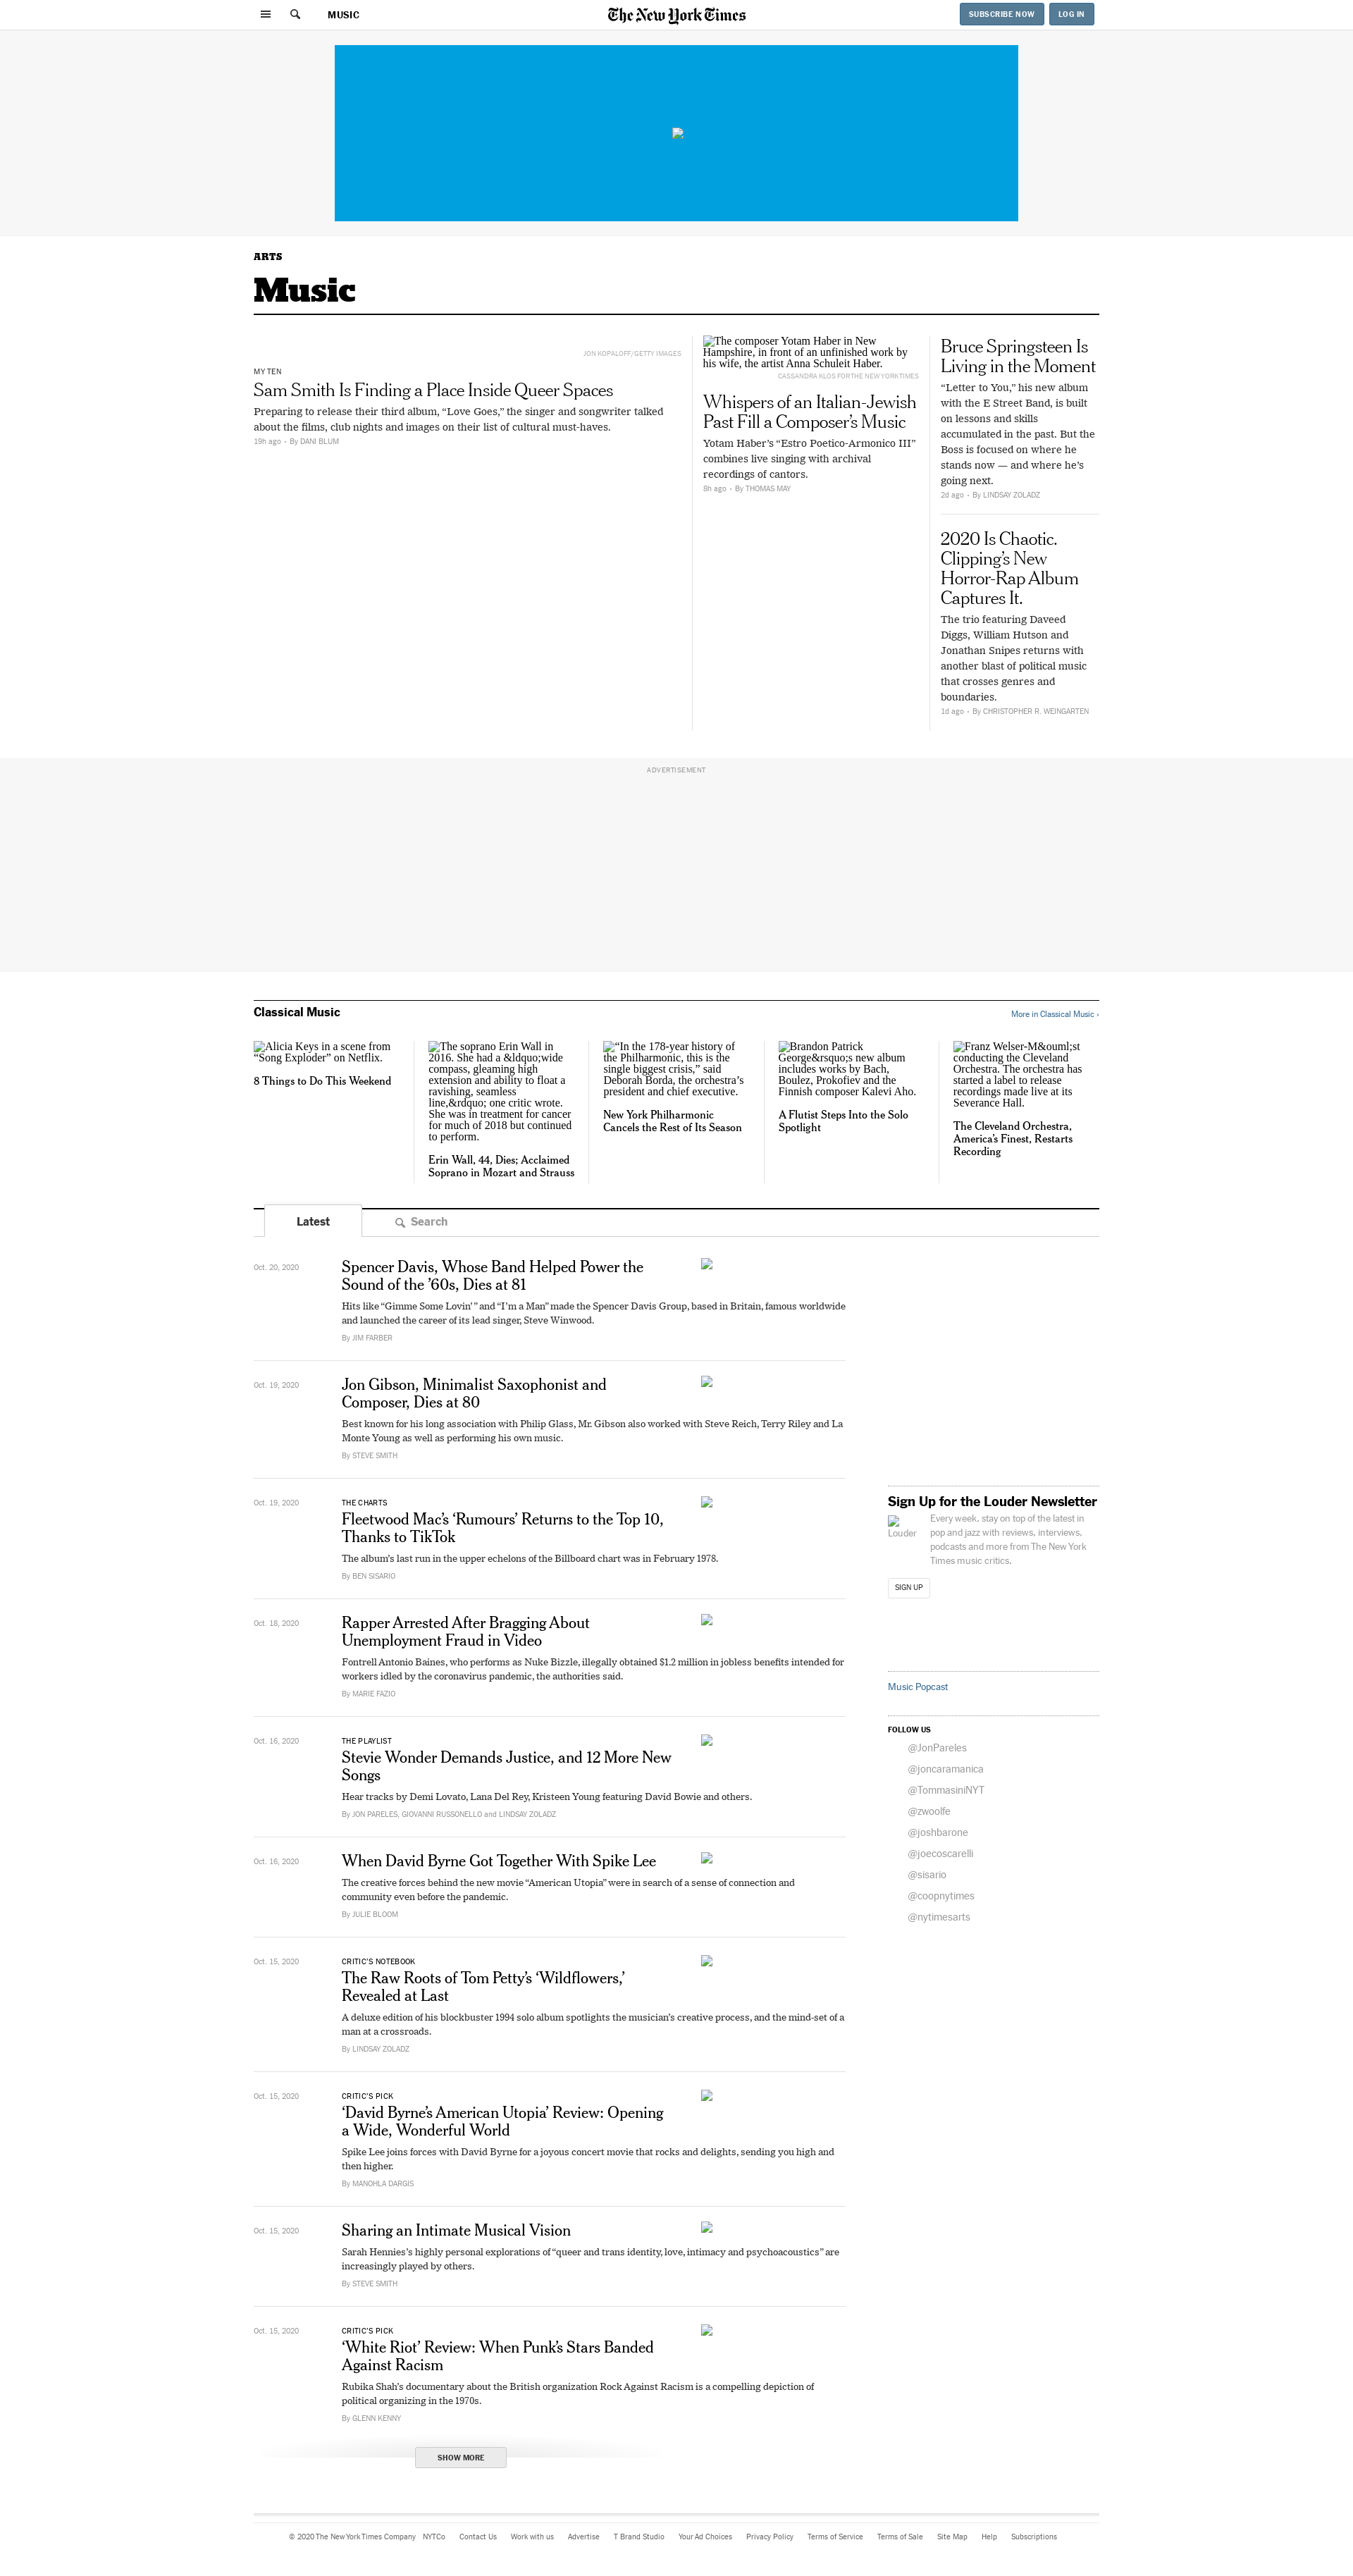 MUSIC
The New York Times
SUBSCRIBE NOW
LOG IN
ARTS
Music
JON KOPALOFF/GETTY IMAGES
MY TEN
Sam Smith Is Finding a Place Inside Queer Spaces
Preparing to release their third album, “Love Goes,” the singer and songwriter talked
about the films, club nights and images on their list of cultural must-haves.
19h ago • By DANI BLUM
The composer Yotam Haber in New
Hampshire, in front of an unfinished work by
his wife, the artist Anna Schuleit Haber.
CASSANDRA KLOS FOR THE NEW YORK TIMES
Whispers of an Italian-Jewish
Past Fill a Composer’s Music
Yotam Haber’s “Estro Poetico-Armonico III”
combines live singing with archival
recordings of cantors.
8h ago • By THOMAS MAY
Bruce Springsteen Is
Living in the Moment
“Letter to You,” his new album
with the E Street Band, is built
on lessons and skills
accumulated in the past. But the
Boss is focused on where he
stands now — and where he’s
going next.
2d ago • By LINDSAY ZOLADZ
2020 Is Chaotic.
Clipping’s New
Horror-Rap Album
Captures It.
The trio featuring Daveed
Diggs, William Hutson and
Jonathan Snipes returns with
another blast of political music
that crosses genres and
boundaries.
1d ago • By CHRISTOPHER R. WEINGARTEN
ADVERTISEMENT
Classical Music
More in Classical Music ›
Alicia Keys in a scene from
“Song Exploder” on Netflix.
8 Things to Do This Weekend
The soprano Erin Wall in
2016. She had a &ldquo;wide
compass, gleaming high
extension and ability to float a
ravishing, seamless
line,&rdquo; one critic wrote.
She was in treatment for cancer
for much of 2018 but continued
to perform.
Erin Wall, 44, Dies; Acclaimed
Soprano in Mozart and Strauss
“In the 178-year history of
the Philharmonic, this is the
single biggest crisis,” said
Deborah Borda, the orchestra’s
president and chief executive.
New York Philharmonic
Cancels the Rest of Its Season
Brandon Patrick
George&rsquo;s new album
includes works by Bach,
Boulez, Prokofiev and the
Finnish composer Kalevi Aho.
A Flutist Steps Into the Solo
Spotlight
Franz Welser-M&ouml;st
conducting the Cleveland
Orchestra. The orchestra has
started a label to release
recordings made live at its
Severance Hall.
The Cleveland Orchestra,
America’s Finest, Restarts
Recording
Latest
Search
Oct. 20, 2020
Spencer Davis, Whose Band Helped Power the
Sound of the ’60s, Dies at 81
Hits like “Gimme Some Lovin’ ” and “I’m a Man” made the Spencer Davis Group, based in Britain, famous worldwide
and launched the career of its lead singer, Steve Winwood.
By JIM FARBER
Oct. 19, 2020
Jon Gibson, Minimalist Saxophonist and
Composer, Dies at 80
Best known for his long association with Philip Glass, Mr. Gibson also worked with Steve Reich, Terry Riley and La
Monte Young as well as performing his own music.
By STEVE SMITH
Oct. 19, 2020
THE CHARTS
Fleetwood Mac’s ‘Rumours’ Returns to the Top 10,
Thanks to TikTok
The album’s last run in the upper echelons of the Billboard chart was in February 1978.
By BEN SISARIO
Oct. 18, 2020
Rapper Arrested After Bragging About
Unemployment Fraud in Video
Fontrell Antonio Baines, who performs as Nuke Bizzle, illegally obtained $1.2 million in jobless benefits intended for
workers idled by the coronavirus pandemic, the authorities said.
By MARIE FAZIO
Oct. 16, 2020
THE PLAYLIST
Stevie Wonder Demands Justice, and 12 More New
Songs
Hear tracks by Demi Lovato, Lana Del Rey, Kristeen Young featuring David Bowie and others.
By JON PARELES, GIOVANNI RUSSONELLO and LINDSAY ZOLADZ
Oct. 16, 2020
When David Byrne Got Together With Spike Lee
The creative forces behind the new movie “American Utopia” were in search of a sense of connection and
community even before the pandemic.
By JULIE BLOOM
Oct. 15, 2020
CRITIC’S NOTEBOOK
The Raw Roots of Tom Petty’s ‘Wildflowers,’
Revealed at Last
A deluxe edition of his blockbuster 1994 solo album spotlights the musician’s creative process, and the mind-set of a
man at a crossroads.
By LINDSAY ZOLADZ
Oct. 15, 2020
CRITIC’S PICK
‘David Byrne’s American Utopia’ Review: Opening
a Wide, Wonderful World
Spike Lee joins forces with David Byrne for a joyous concert movie that rocks and delights, sending you high and
then higher.
By MANOHLA DARGIS
Oct. 15, 2020
Sharing an Intimate Musical Vision
Sarah Hennies’s highly personal explorations of “queer and trans identity, love, intimacy and psychoacoustics” are
increasingly played by others.
By STEVE SMITH
Oct. 15, 2020
CRITIC’S PICK
‘White Riot’ Review: When Punk’s Stars Banded
Against Racism
Rubika Shah’s documentary about the British organization Rock Against Racism is a compelling depiction of
political organizing in the 1970s.
By GLENN KENNY
SHOW MORE
Sign Up for the Louder Newsletter
Louder
Every week, stay on top of the latest in
pop and jazz with reviews, interviews,
podcasts and more from The New York
Times music critics.
SIGN UP
Music Popcast
FOLLOW US
@JonPareles
@joncaramanica
@TommasiniNYT
@zwoolfe
@joshbarone
@joecoscarelli
@sisario
@coopnytimes
@nytimesarts
© 2020 The New York Times Company NYTCo Contact Us Work with us Advertise T Brand Studio Your Ad Choices Privacy Policy Terms of Service Terms of Sale Site Map Help Subscriptions